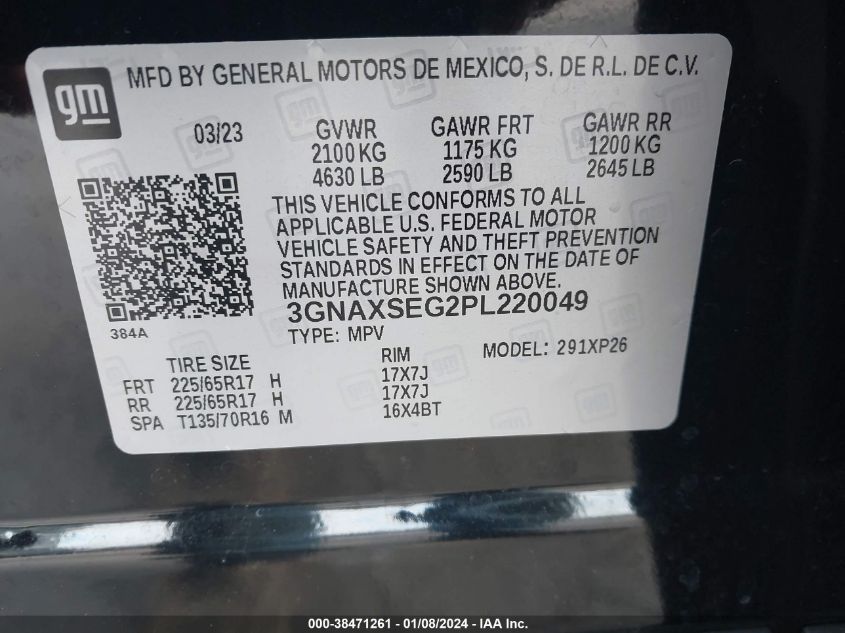 gm
MFD BY GENERAL MOTORS DE MEXICO, S. DE R.L. DE C.V.
03/23 GVWR GAWR FRT GAWR RR
2100 KG 1175 KG 1200 KG
4630 LB 2590 LB 2645 LB
THIS VEHICLE CONFORMS TO ALL
APPLICABLE U.S. FEDERAL MOTOR
VEHICLE SAFETY AND THEFT PREVENTION
STANDARDS IN EFFECT ON THE DATE OF
MANUFACTURE SHOWN ABOVE.
3GNAXSEG2PL220049
384A
TYPE: MPV
TIRE SIZE RIM MODEL: 291XP26
FRT 225/65R17 H 17X7J
RR 225/65R17 H 17X7J
SPA T135/70R16 M 16X4BT
000-38471261 - 01/08/2024 - IAA Inc.